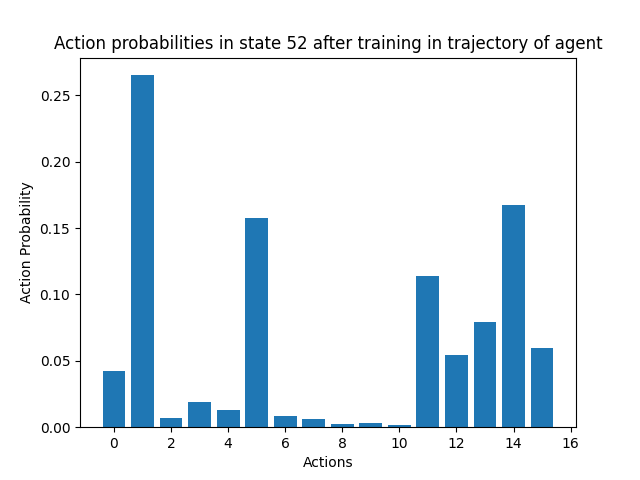 Action probabilities in state 52 after training in trajectory of agent
0.25
0.20
0.15
0.10
0.05
0.00
Action Probability
0 2 4 6 8 10 12 14 16
Actions